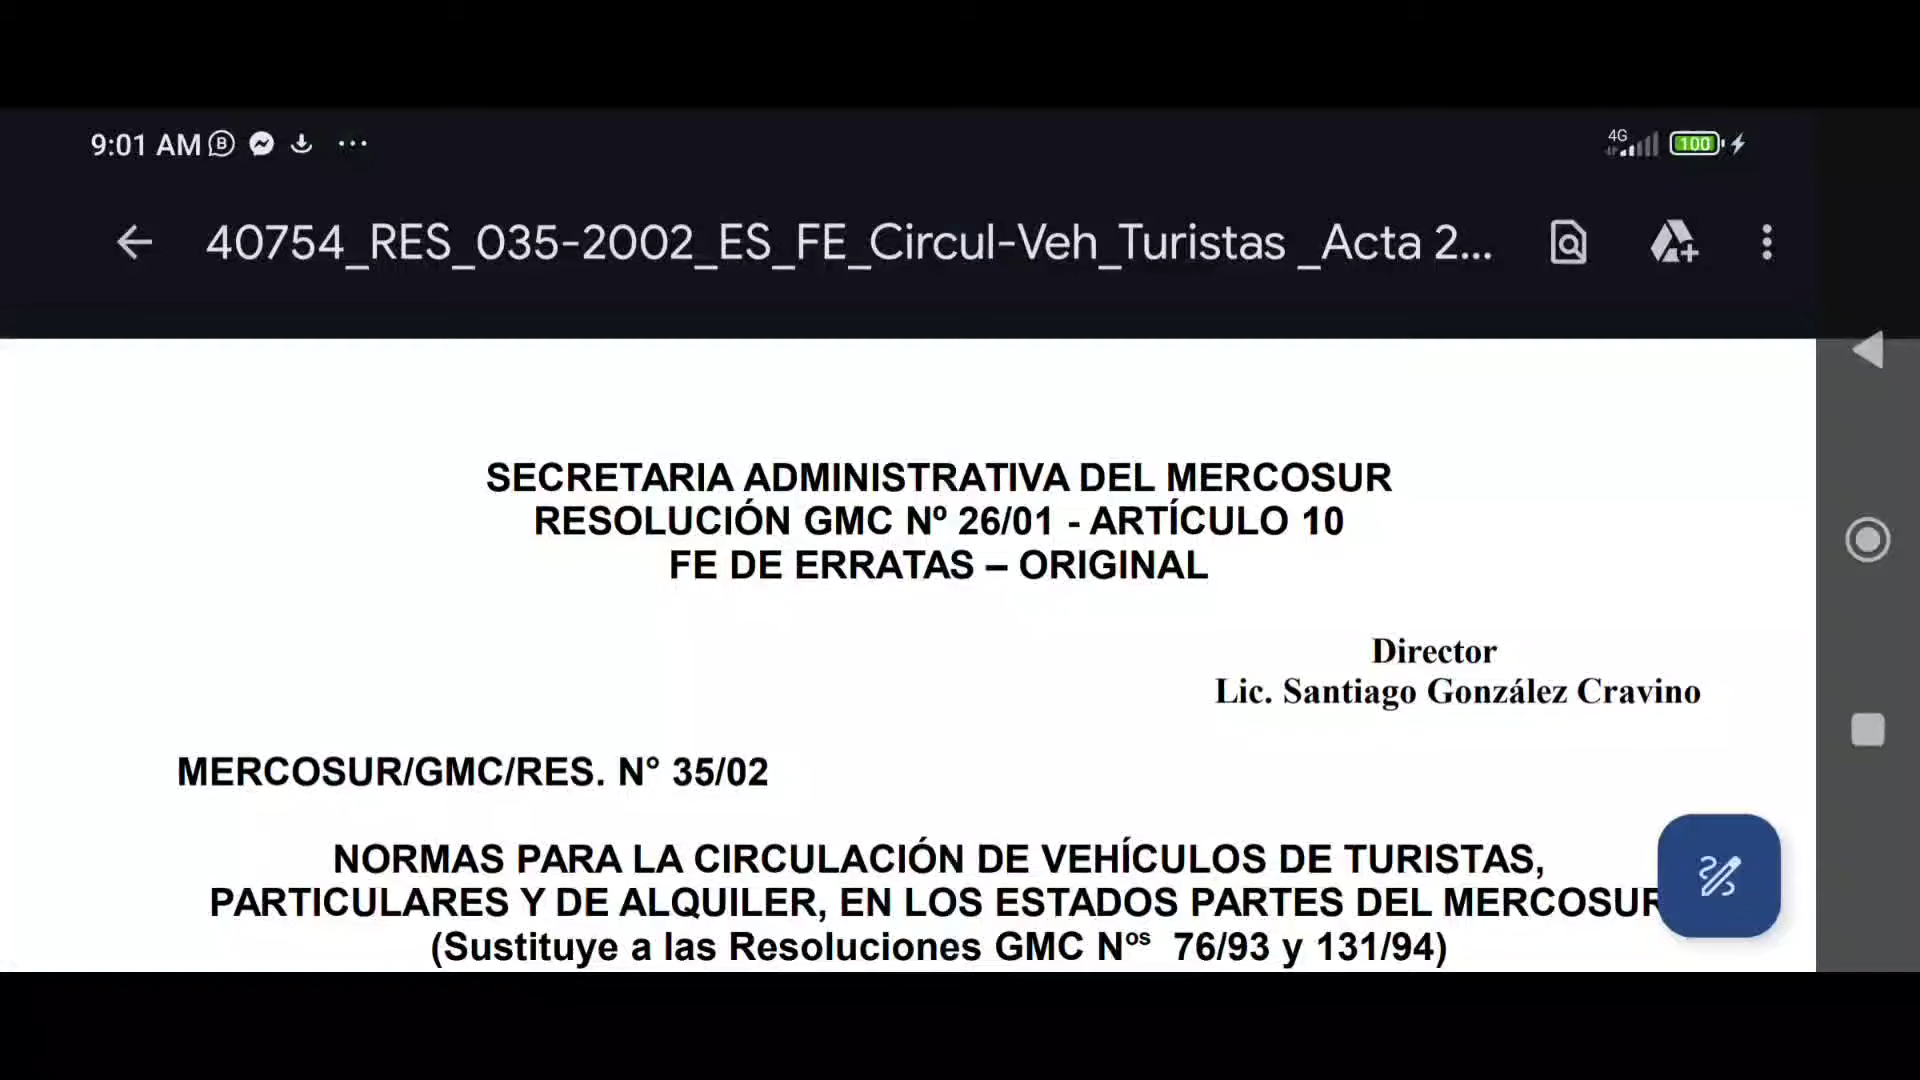 9:01 AM
4G
100
40754_RES_035-2002_ES_FE_Circul-Veh_Turistas _Acta 2...
SECRETARIA ADMINISTRATIVA DEL MERCOSUR
RESOLUCIÓN GMC Nº 26/01 - ARTÍCULO 10
FE DE ERRATAS – ORIGINAL
Director
Lic. Santiago González Cravino
MERCOSUR/GMC/RES. N° 35/02
NORMAS PARA LA CIRCULACIÓN DE VEHÍCULOS DE TURISTAS,
PARTICULARES Y DE ALQUILER, EN LOS ESTADOS PARTES DEL MERCOSUR
(Sustituye a las Resoluciones GMC Nos 76/93 y 131/94)